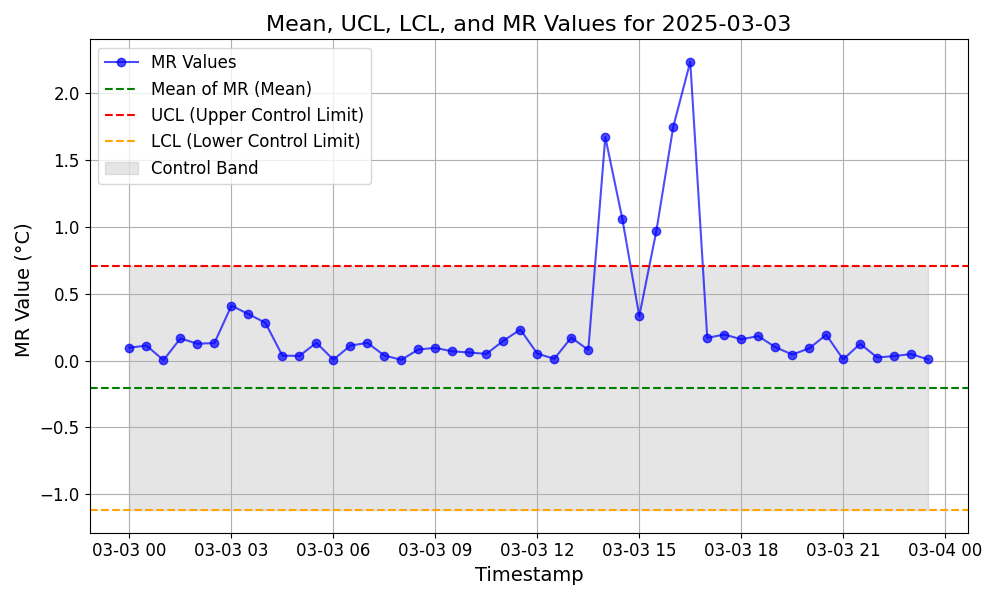 Mean, UCL, LCL, and MR Values for 2025-03-03
MR Values
Mean of MR (Mean)
UCL (Upper Control Limit)
LCL (Lower Control Limit)
Control Band
MR Value (°C)
2.0
1.5
1.0
0.5
0.0
−0.5
−1.0
03-03 00 03-03 03 03-03 06 03-03 09 03-03 12 03-03 15 03-03 18 03-03 21 03-04 00
Timestamp